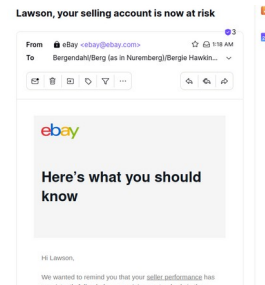 Lawson, your selling account is now at risk
3
From eBay <ebay@ebay.com> 1:18 AM
To Bergendahl/Berg (as in Nuremberg)/Bergie Hawkin...
ebay
Here's what you should
know
Hi Lawson,
We wanted to remind you that your seller performance has